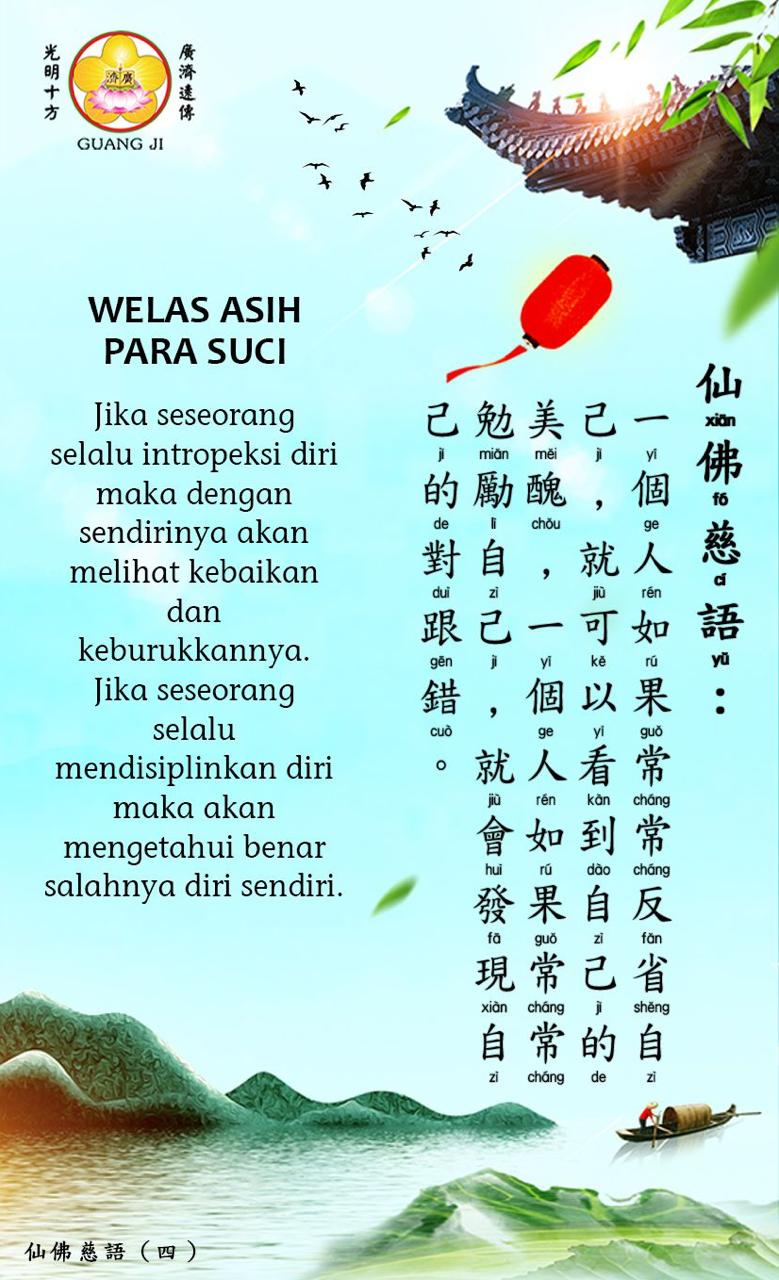 光明十方
廣濟
廣濟遠傳
GUANG JI
WELAS ASIH
PARA SUCI
Jika seseorang
selalu intropeksi diri
maka dengan
sendirinya akan
melihat kebaikan
dan
keburukkannya.
Jika seseorang
selalu
mendisiplinkan diri
maka akan
mengetahui benar
salahnya diri sendiri.
仙佛慈語：
xiān fó cí yŭ
一個人如果常常反省自
yī ge rén rú guǒ cháng cháng fǎn shěng zì
己，就可以看到自己的
jǐ jiù kě yǐ kàn dào zì jǐ de
美醜，一個人如果常常
měi chǒu yī ge rén rú guǒ cháng cháng
勉勵自己，就會發現自
miǎn lì zì jǐ jiù huì fā xiàn zì
己的對跟錯。
jǐ de duì gēn cuò
仙佛慈語（四）